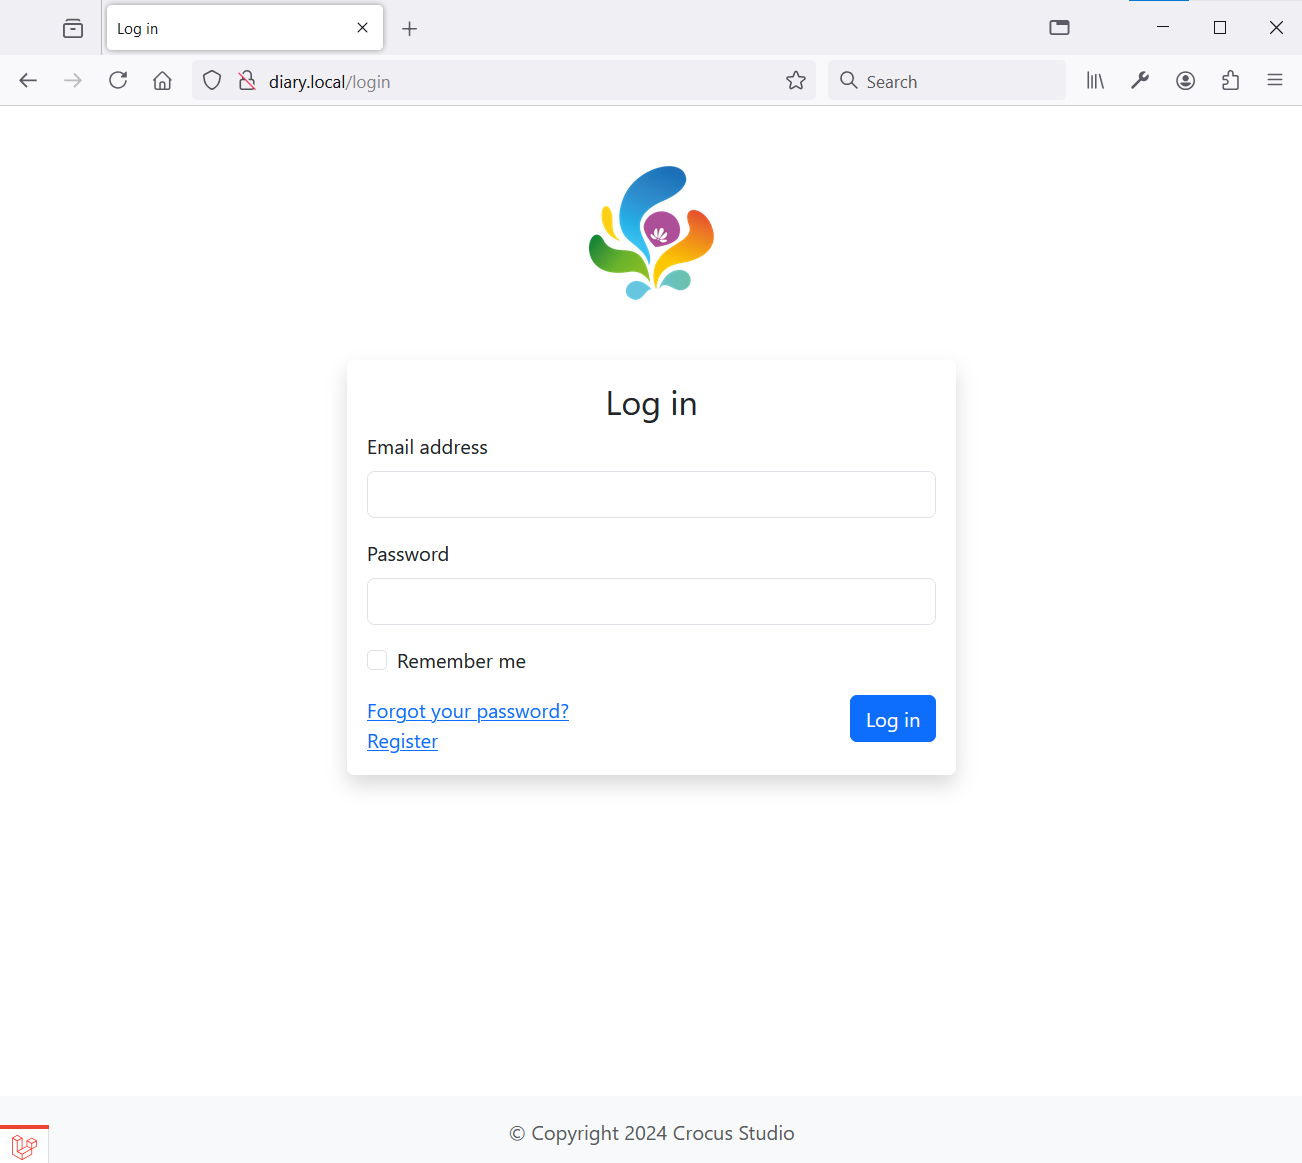 Log in
diary.local/login
Search
Log in
Email address
Password
Remember me
Forgot your password?
Log in
Register
© Copyright 2024 Crocus Studio